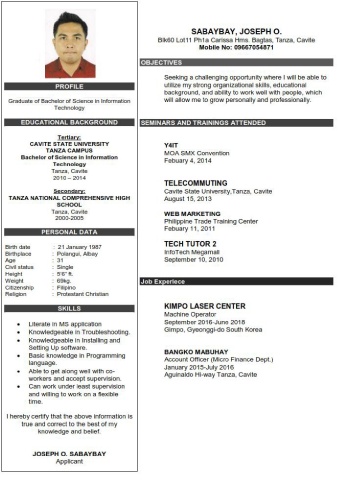 PROFILE
Graduate of Bachelor of Science in Information
Technology
EDUCATIONAL BACKGROUND
Tertiary:
CAVITE STATE UNIVERSITY
TANZA CAMPUS
Bachelor of Science in Information
Technology
Tanza, Cavite
2010 – 2014
Secondary:
TANZA NATIONAL COMPREHENSIVE HIGH
SCHOOL
Tanza, Cavite
2000-2005
PERSONAL DATA
Birth date : 21 January 1987
Birthplace : Polangui, Albay
Age : 31
Civil status : Single
Height : 5'6" ft.
Weight : 69kg.
Citizenship : Filipino
Religion : Protestant Christian
SKILLS
• Literate in MS application
• Knowledgeable in Troubleshooting.
• Knowledgeable in Installing and
Setting Up software.
• Basic knowledge in Programming
language.
• Able to get along well with co-
workers and accept supervision.
• Can work under least supervision
and willing to work on a flexible
time.
I hereby certify that the above information is
true and correct to the best of my
knowledge and belief.
JOSEPH O. SABAYBAY
Applicant
SABAYBAY, JOSEPH O.
Blk60 Lot11 Ph1a Carissa Hms. Bagtas, Tanza, Cavite
Mobile No: 09667054871
OBJECTIVES
Seeking a challenging opportunity where I will be able to
utilize my strong organizational skills, educational
background, and ability to work well with people, which
will allow me to grow personally and professionally.
SEMINARS AND TRAININGS ATTENDED
Y4IT
MOA SMX Convention
Febuary 4, 2014
TELECOMMUTING
Cavite State University,Tanza, Cavite
August 15, 2013
WEB MARKETING
Philippine Trade Training Center
Febuary 11, 2011
TECH TUTOR 2
InfoTech Megamall
September 10, 2010
Job Experiece
KIMPO LASER CENTER
Machine Operator
September 2016-June 2018
Gimpo, Gyeonggi-do South Korea
BANGKO MABUHAY
Account Officer (Micro Finance Dept.)
January 2015-July 2016
Aguinaldo Hi-way Tanza, Cavite